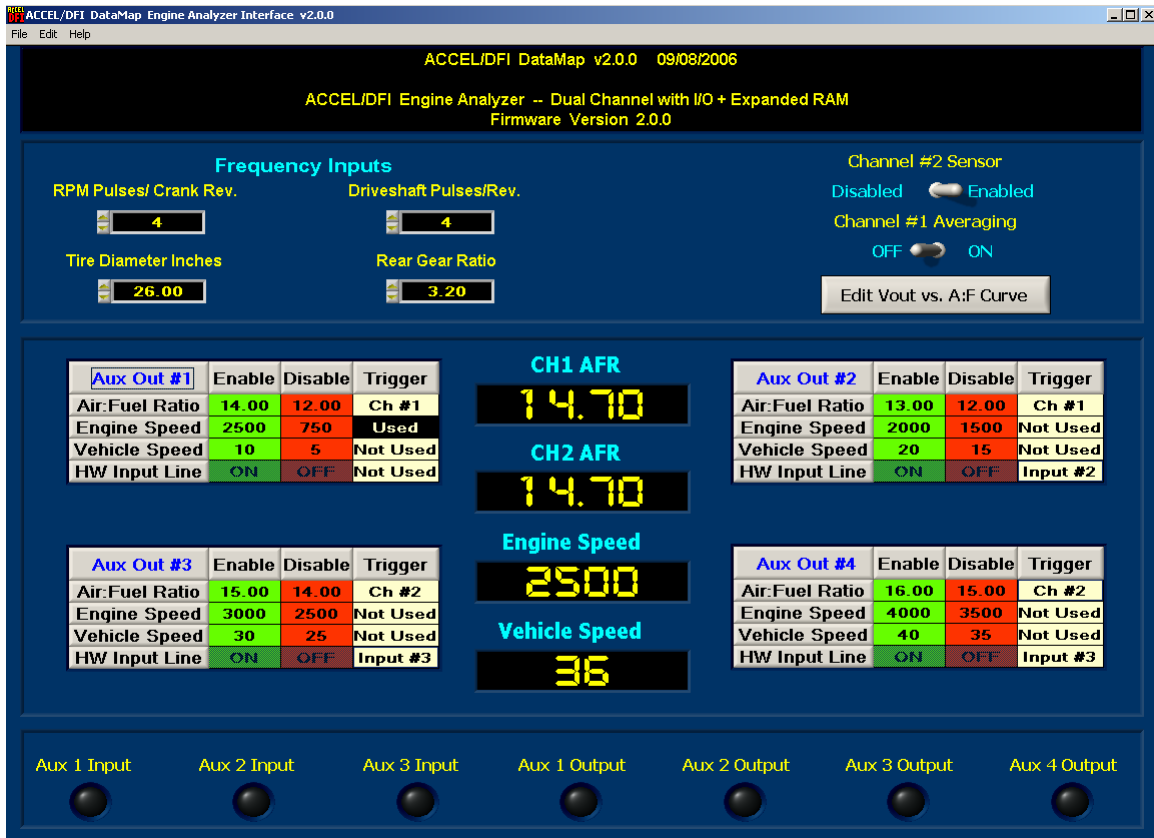 ACCEL/DFI DataMap Engine Analyzer Interface v2.0.0
File Edit Help
ACCEL/DFI DataMap v2.0.0 09/08/2006
ACCEL/DFI Engine Analyzer -- Dual Channel with I/O + Expanded RAM
Firmware Version 2.0.0
Frequency Inputs
RPM Pulses/ Crank Rev. Driveshaft Pulses/Rev.
4 4
Tire Diameter Inches Rear Gear Ratio
26.00 3.20
Channel #2 Sensor
Disabled Enabled
Channel #1 Averaging
OFF ON
Edit Vout vs. A:F Curve
Aux Out #1 Enable Disable Trigger
Air:Fuel Ratio 14.00 12.00 Ch #1
Engine Speed 2500 750 Used
Vehicle Speed 10 5 Not Used
HW Input Line ON OFF Not Used
CH1 AFR
14.70
CH2 AFR
14.70
Engine Speed
2500
Vehicle Speed
36
Aux Out #2 Enable Disable Trigger
Air:Fuel Ratio 13.00 12.00 Ch #1
Engine Speed 2000 1500 Not Used
Vehicle Speed 20 15 Not Used
HW Input Line ON OFF Input #2
Aux Out #3 Enable Disable Trigger
Air:Fuel Ratio 15.00 14.00 Ch #2
Engine Speed 3000 2500 Not Used
Vehicle Speed 30 25 Not Used
HW Input Line ON OFF Input #3
Aux Out #4 Enable Disable Trigger
Air:Fuel Ratio 16.00 15.00 Ch #2
Engine Speed 4000 3500 Not Used
Vehicle Speed 40 35 Not Used
HW Input Line ON OFF Input #3
Aux 1 Input Aux 2 Input Aux 3 Input Aux 1 Output Aux 2 Output Aux 3 Output Aux 4 Output